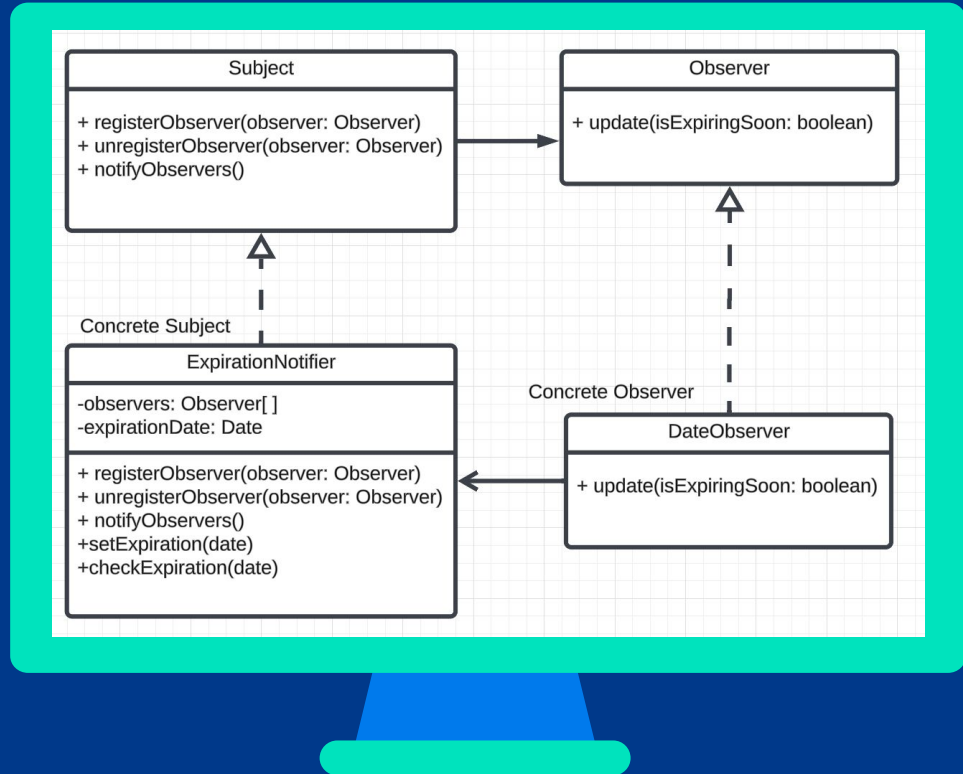 Subject
+ registerObserver(observer: Observer)
+ unregisterObserver(observer: Observer)
+ notifyObservers()
Observer
+ update(isExpiringSoon: boolean)
Concrete Subject
ExpirationNotifier
-observers: Observer[ ]
-expirationDate: Date
+ registerObserver(observer: Observer)
+ unregisterObserver(observer: Observer)
+ notifyObservers()
+setExpiration(date)
+checkExpiration(date)
Concrete Observer
DateObserver
+ update(isExpiringSoon: boolean)